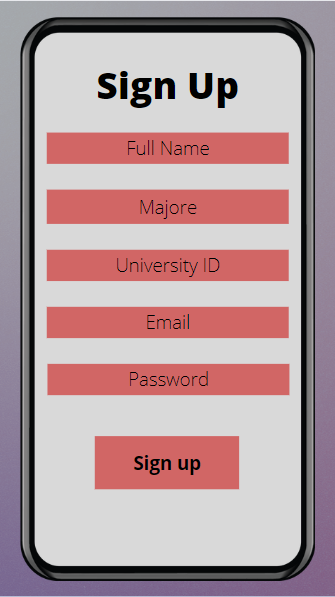 Sign Up
Full Name
Majore
University ID
Email
Password
Sign up